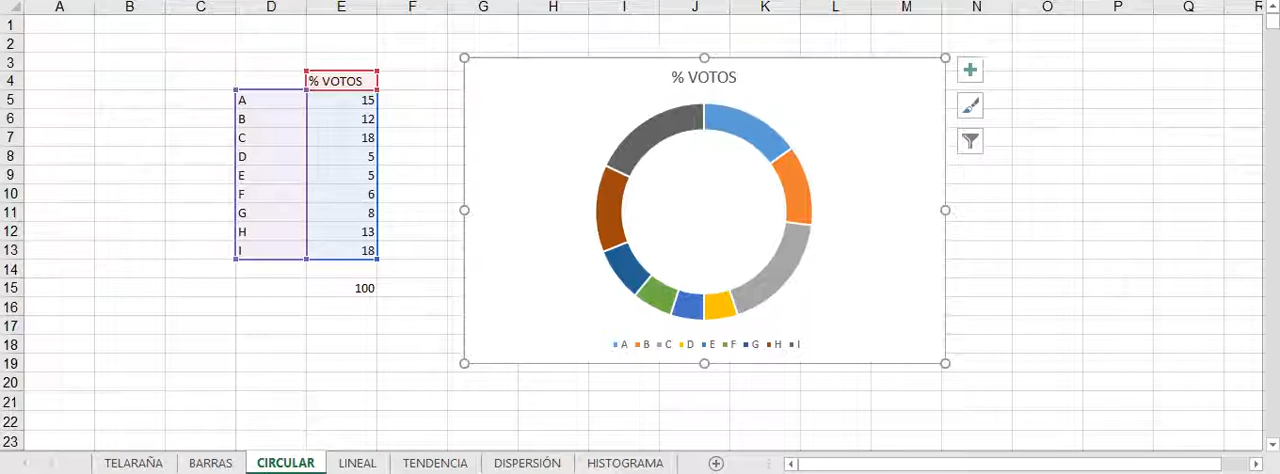 A B C D E F G H I J K L M N O P Q R
1
2
3
4 % VOTOS
5 A 15
6 B 12
7 C 18
8 D 5
9 E 5
10 F 6
11 G 8
12 H 13
13 I 18
14
15 100
16
17
18
19
20
21
22
23
% VOTOS
A B C D E F G H I
TELARAÑA BARRAS CIRCULAR LINEAL TENDENCIA DISPERSIÓN HISTOGRAMA